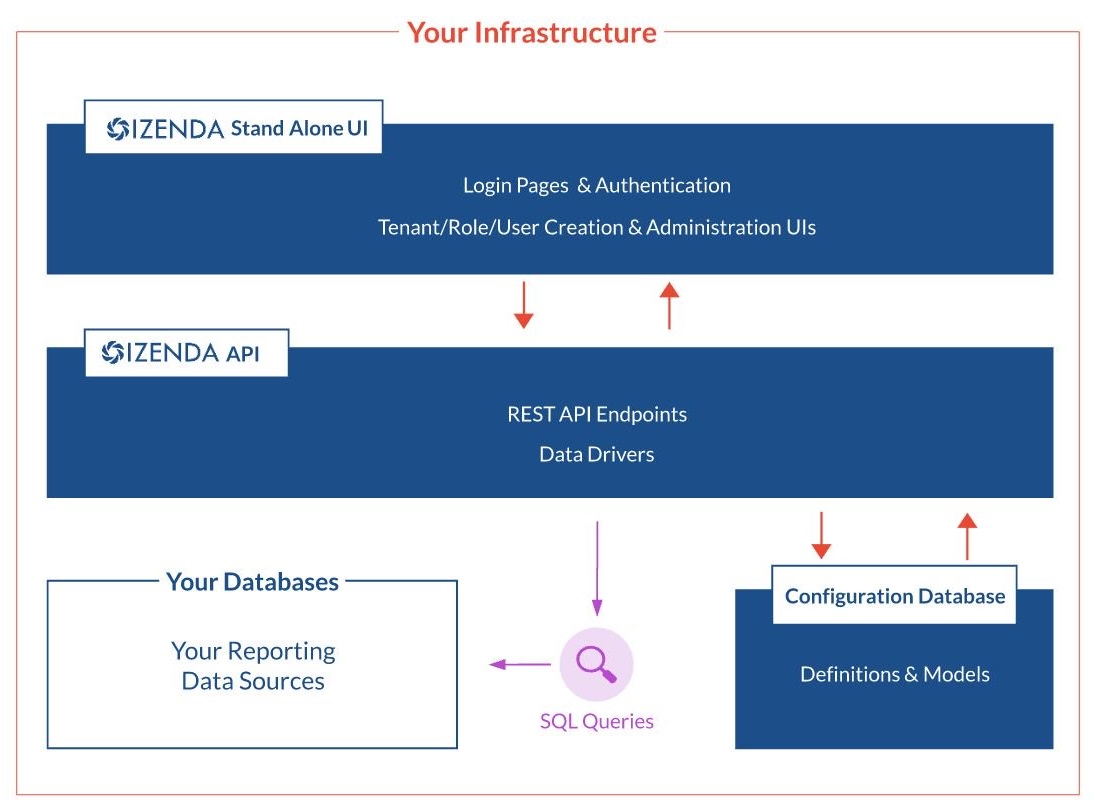 Your Infrastructure
IZENDA Stand Alone UI
Login Pages & Authentication
Tenant/Role/User Creation & Administration UIs
IZENDA API
REST API Endpoints
Data Drivers
Your Databases
Your Reporting
Data Sources
SQL Queries
Configuration Database
Definitions & Models